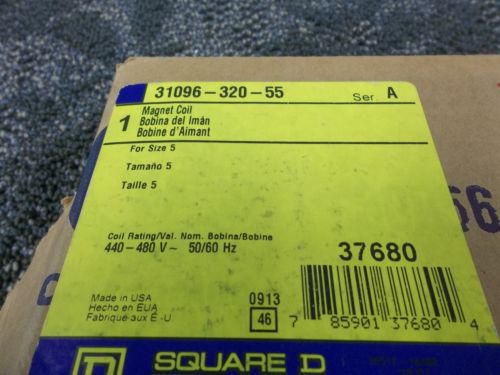 31096-320-55
Ser. A
1
Magnet Coil
Bobina del Imán
Bobine d'Aimant
For Size 5
Tamaño 5
Taille 5
Coil Rating/Val. Nom. Bobina/Bobine
440-480 V~ 50/60 Hz
37680
Made in USA
Hecho en EUA
Fabriqué aux É.-U
0913
46
7 85901 37680 4
D SQUARE D